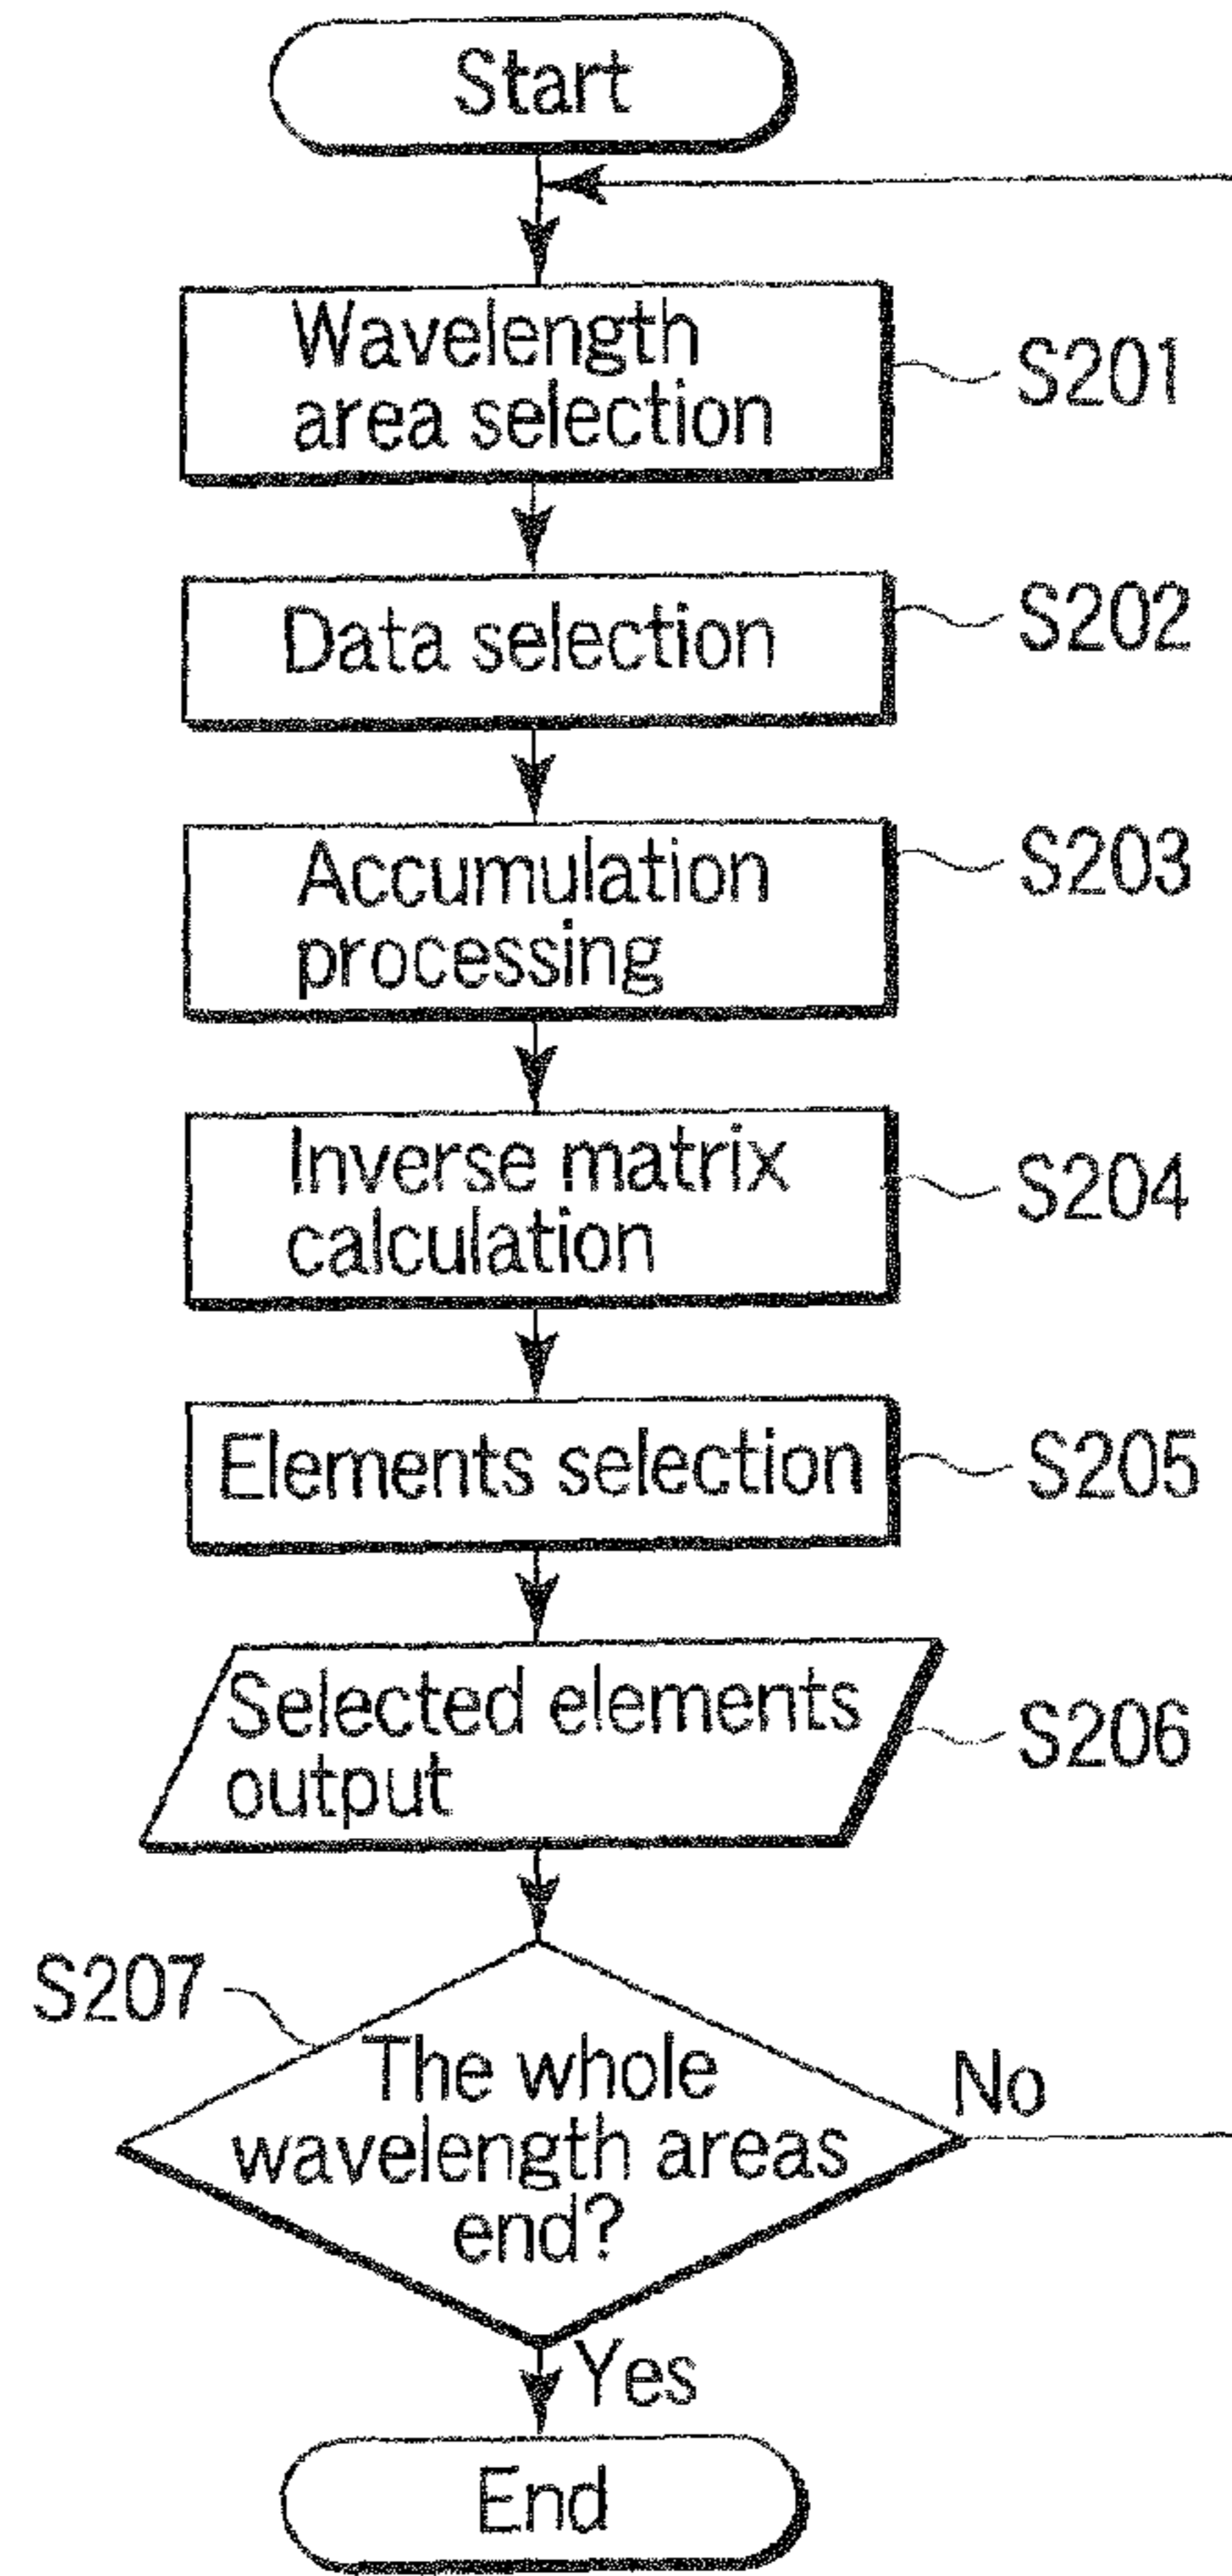 Start
Wavelength
area selection
S201
Data selection
S202
Accumulation
processing
S203
Inverse matrix
calculation
S204
Elements selection
S205
Selected elements
output
S206
S207
The whole
wavelength areas
end?
No
Yes
End